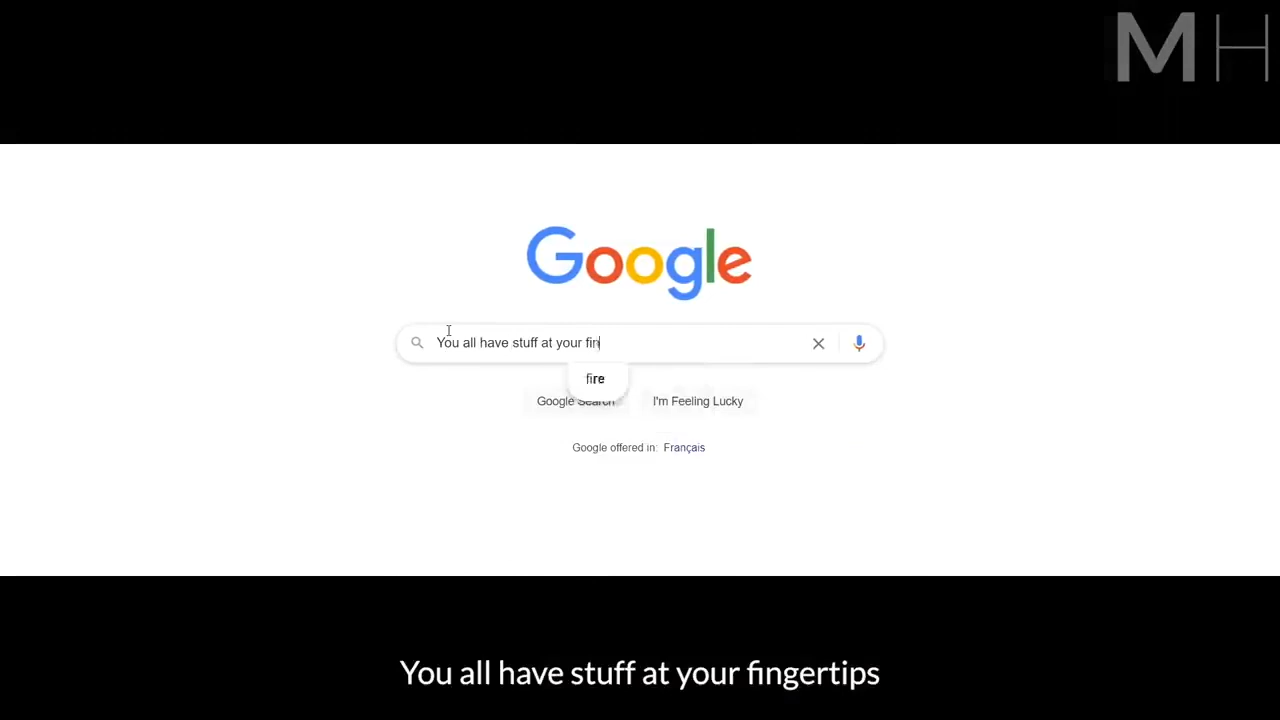 MH
Google
You all have stuff at your fin
fire
Google Search
I'm Feeling Lucky
Google offered in: Français
You all have stuff at your fingertips